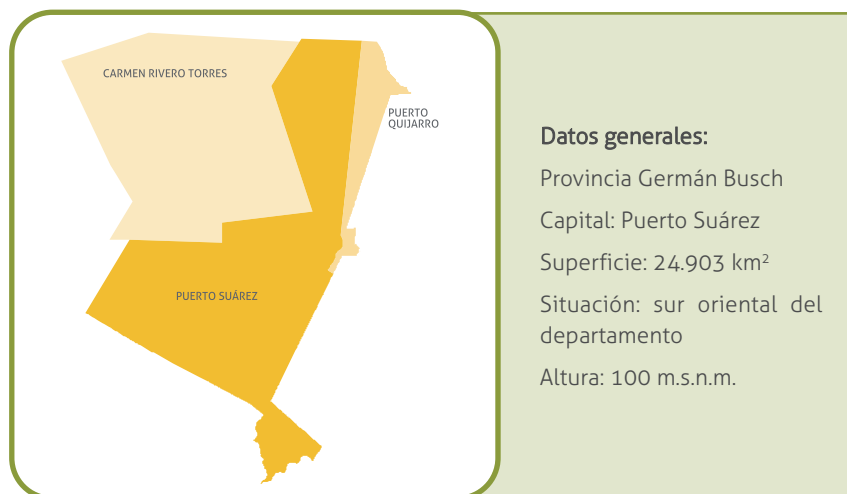 CARMEN RIVERO TORRES
PUERTO
QUIJARRO
PUERTO SUÁREZ
Datos generales:
Provincia Germán Busch
Capital: Puerto Suárez
Superficie: 24.903 km²
Situación: sur oriental del
departamento
Altura: 100 m.s.n.m.